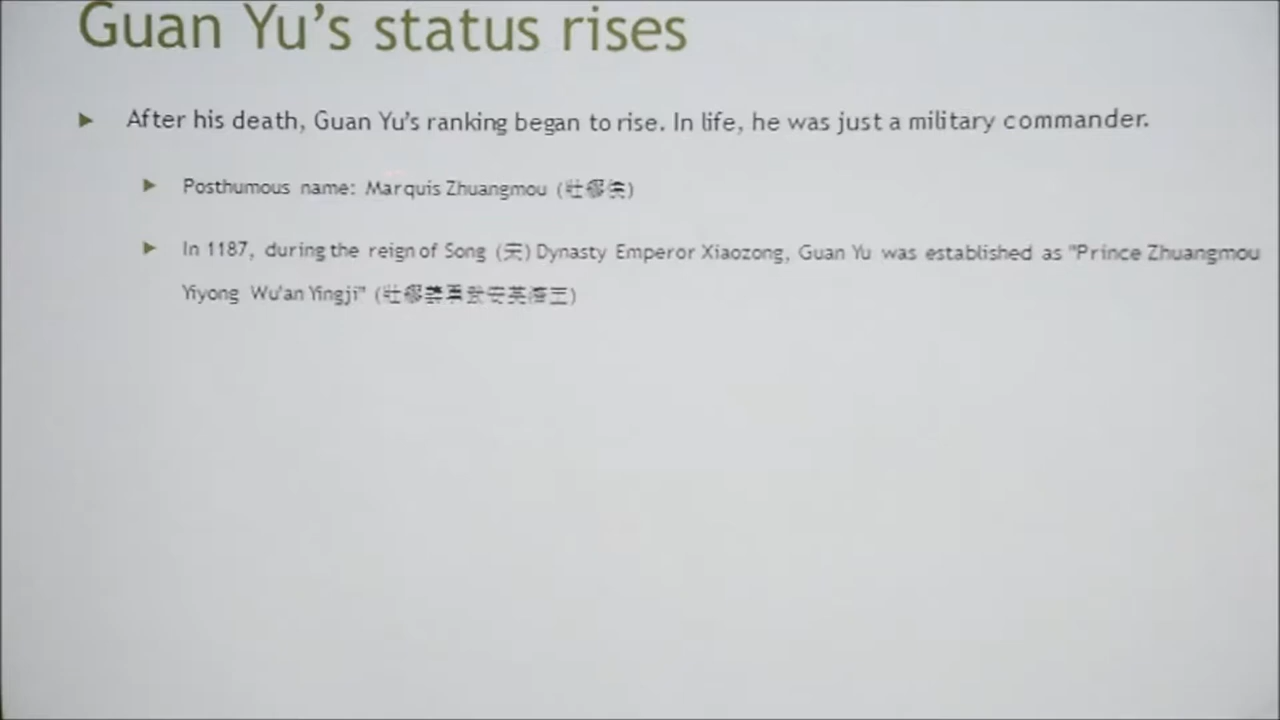 Guan Yu's status rises
After his death, Guan Yu's ranking began to rise. In life, he was just a military commander.
Posthumous name: Marquis Zhuangmou (壯繆侯)
In 1187, during the reign of Song (宋) Dynasty Emperor Xiaozong, Guan Yu was established as "Prince Zhuangmou
Yiyong Wu'an Yingji" (壯繆義勇武安英濟王)